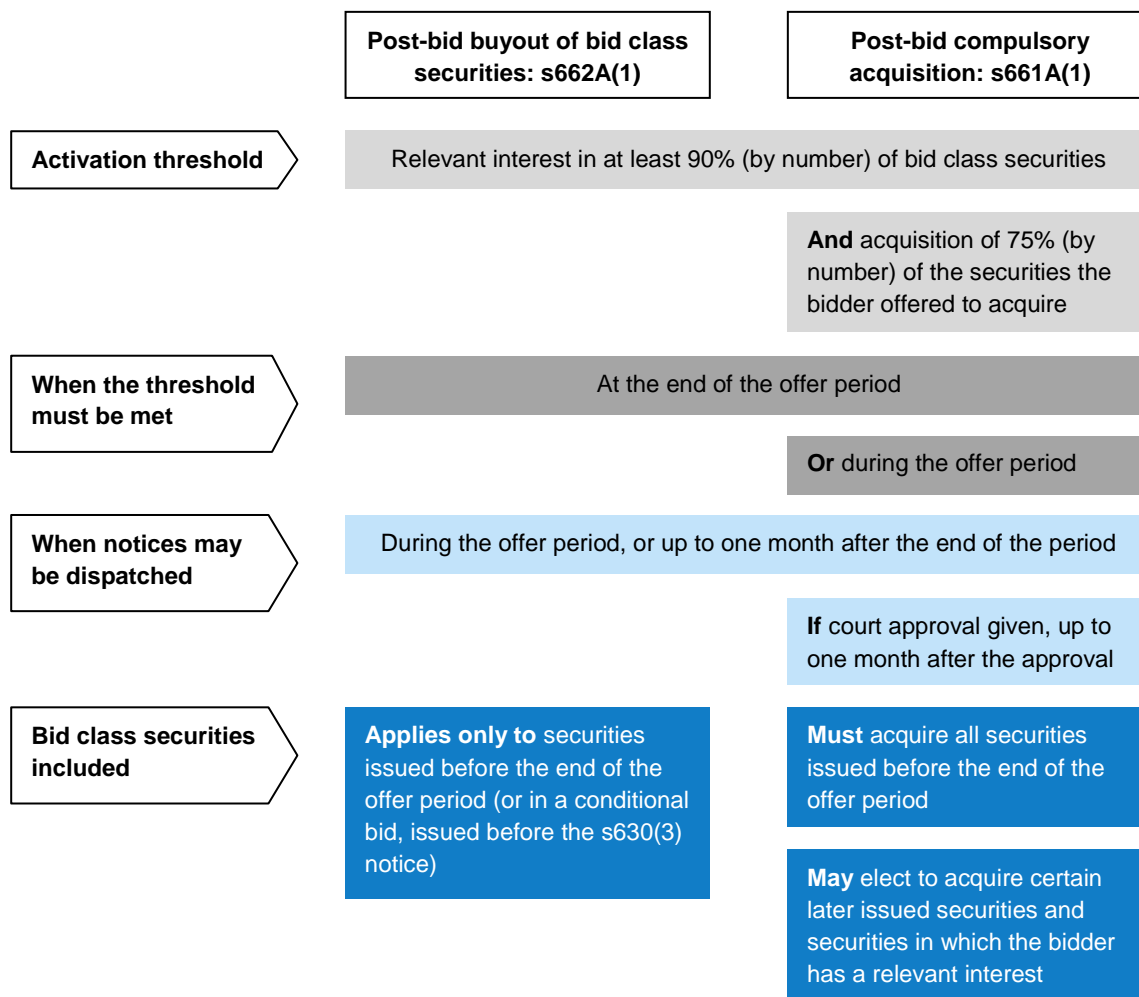 Post-bid buyout of bid class
securities: s662A(1)
Post-bid compulsory
acquisition: s661A(1)
Activation threshold
Relevant interest in at least 90% (by number) of bid class securities
And acquisition of 75% (by
number) of the securities the
bidder offered to acquire
When the threshold
must be met
At the end of the offer period
Or during the offer period
When notices may
be dispatched
During the offer period, or up to one month after the end of the period
If court approval given, up to
one month after the approval
Bid class securities
included
Applies only to securities
issued before the end of the
offer period (or in a conditional
bid, issued before the s630(3)
notice)
Must acquire all securities
issued before the end of the
offer period
May elect to acquire certain
later issued securities and
securities in which the bidder
has a relevant interest